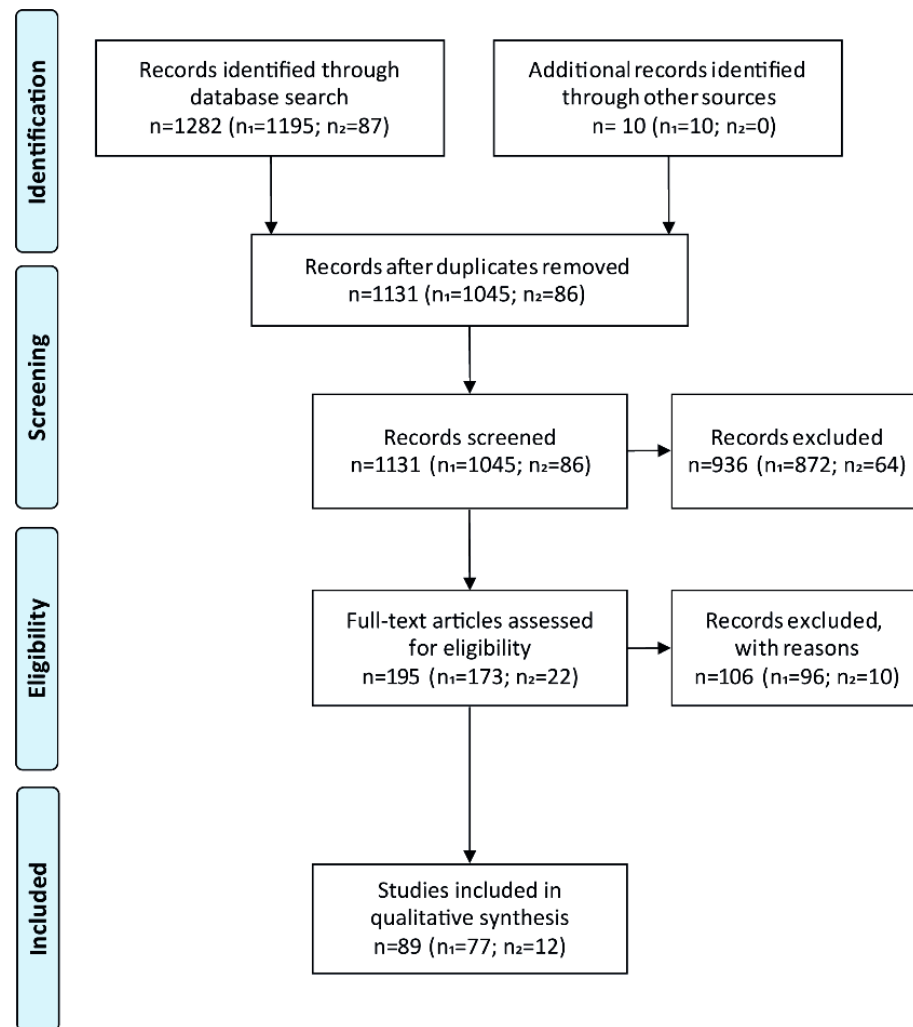 Identification
Records identified through
database search
n=1282 (n₁=1195; n₂=87)
Additional records identified
through other sources
n= 10 (n₁=10; n₂=0)
Records after duplicates removed
n=1131 (n₁=1045; n₂=86)
Screening
Records screened
n=1131 (n₁=1045; n₂=86)
Records excluded
n=936 (n₁=872; n₂=64)
Eligibility
Full-text articles assessed
for eligibility
n=195 (n₁=173; n₂=22)
Records excluded,
with reasons
n=106 (n₁=96; n₂=10)
Included
Studies included in
qualitative synthesis
n=89 (n₁=77; n₂=12)